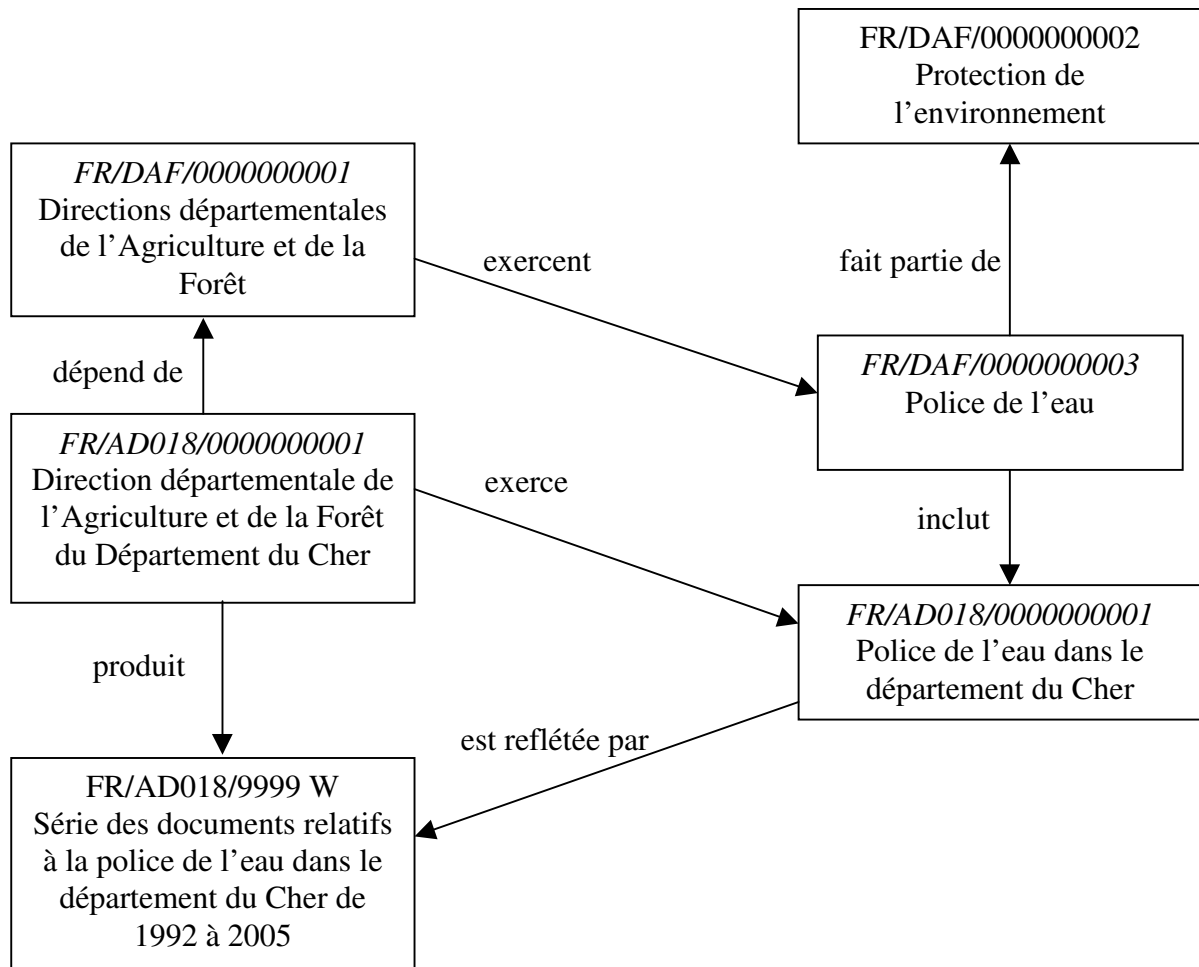 FR/DAF/0000000002
Protection de
l’environnement
FR/DAF/0000000001
Directions départementales
de l’Agriculture et de la
Forêt
exercent
fait partie de
dépend de
FR/DAF/0000000003
Police de l’eau
FR/AD018/0000000001
Direction départementale de
l’Agriculture et de la Forêt
du Département du Cher
exerce
inclut
FR/AD018/0000000001
Police de l’eau dans le
département du Cher
produit
est reflétée par
FR/AD018/9999 W
Série des documents relatifs
à la police de l’eau dans le
département du Cher de
1992 à 2005